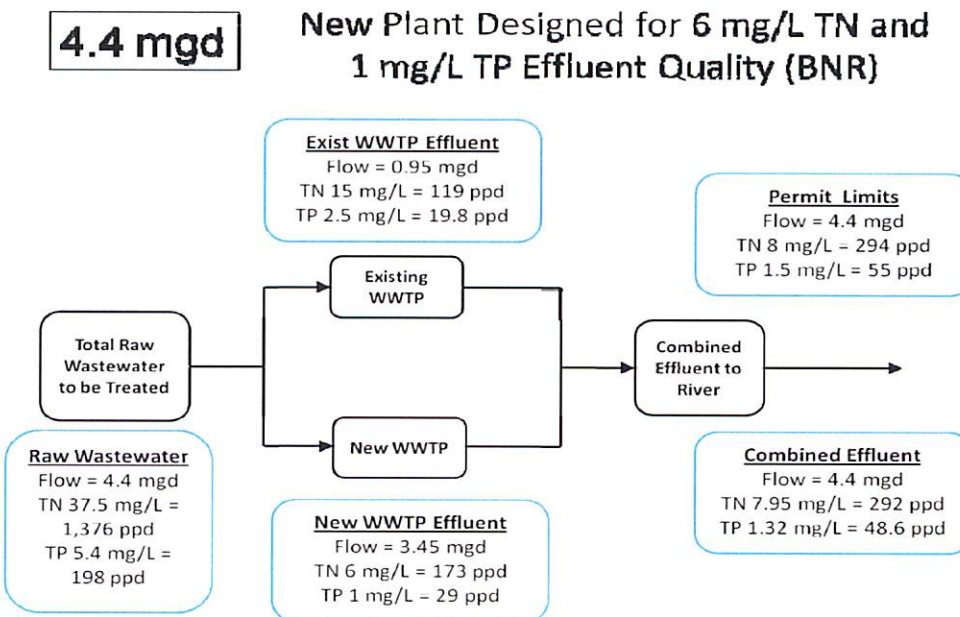 4.4 mgd
New Plant Designed for 6 mg/L TN and
1 mg/L TP Effluent Quality (BNR)
Exist WWTP Effluent
Flow = 0.95 mgd
TN 15 mg/L = 119 ppd
TP 2.5 mg/L = 19.8 ppd
Permit Limits
Flow = 4.4 mgd
TN 8 mg/L = 294 ppd
TP 1.5 mg/L = 55 ppd
Existing
WWTP
Total Raw
Wastewater
to be Treated
Combined
Effluent to
River
New WWTP
Raw Wastewater
Flow = 4.4 mgd
TN 37.5 mg/L =
1,376 ppd
TP 5.4 mg/L =
198 ppd
New WWTP Effluent
Flow = 3.45 mgd
TN 6 mg/L = 173 ppd
TP 1 mg/L = 29 ppd
Combined Effluent
Flow = 4.4 mgd
TN 7.95 mg/L = 292 ppd
TP 1.32 mg/L = 48.6 ppd